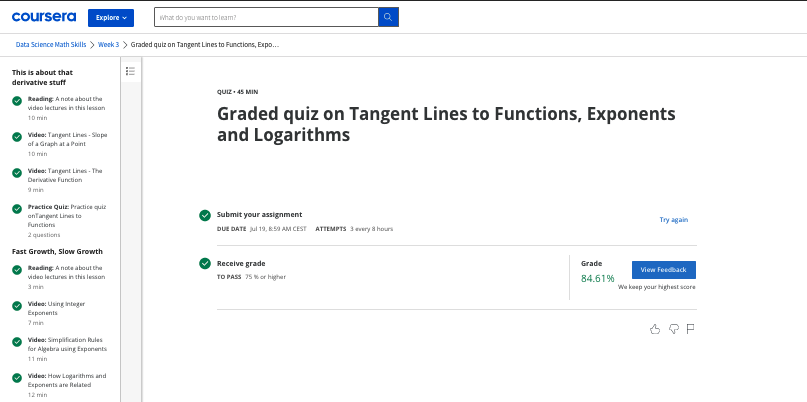 coursera
Explore
What do you want to learn?
Data Science Math Skills > Week 3 > Graded quiz on Tangent Lines to Functions, Expo…
This is about that
derivative stuff
Reading: A note about the
video lectures in this lesson
10 min
Video: Tangent Lines - Slope
of a Graph at a Point
10 min
Video: Tangent Lines - The
Derivative Function
9 min
Practice Quiz: Practice quiz
onTangent Lines to
Functions
2 questions
Fast Growth, Slow Growth
Reading: A note about the
video lectures in this lesson
3 min
Video: Using Integer
Exponents
7 min
Video: Simplification Rules
for Algebra using Exponents
11 min
Video: How Logarithms and
Exponents are Related
12 min
QUIZ • 45 MIN
Graded quiz on Tangent Lines to Functions, Exponents
and Logarithms
Submit your assignment
DUE DATE Jul 19, 8:59 AM CEST ATTEMPTS 3 every 8 hours
Try again
Receive grade
TO PASS 75 % or higher
Grade
84.61%
View Feedback
We keep your highest score